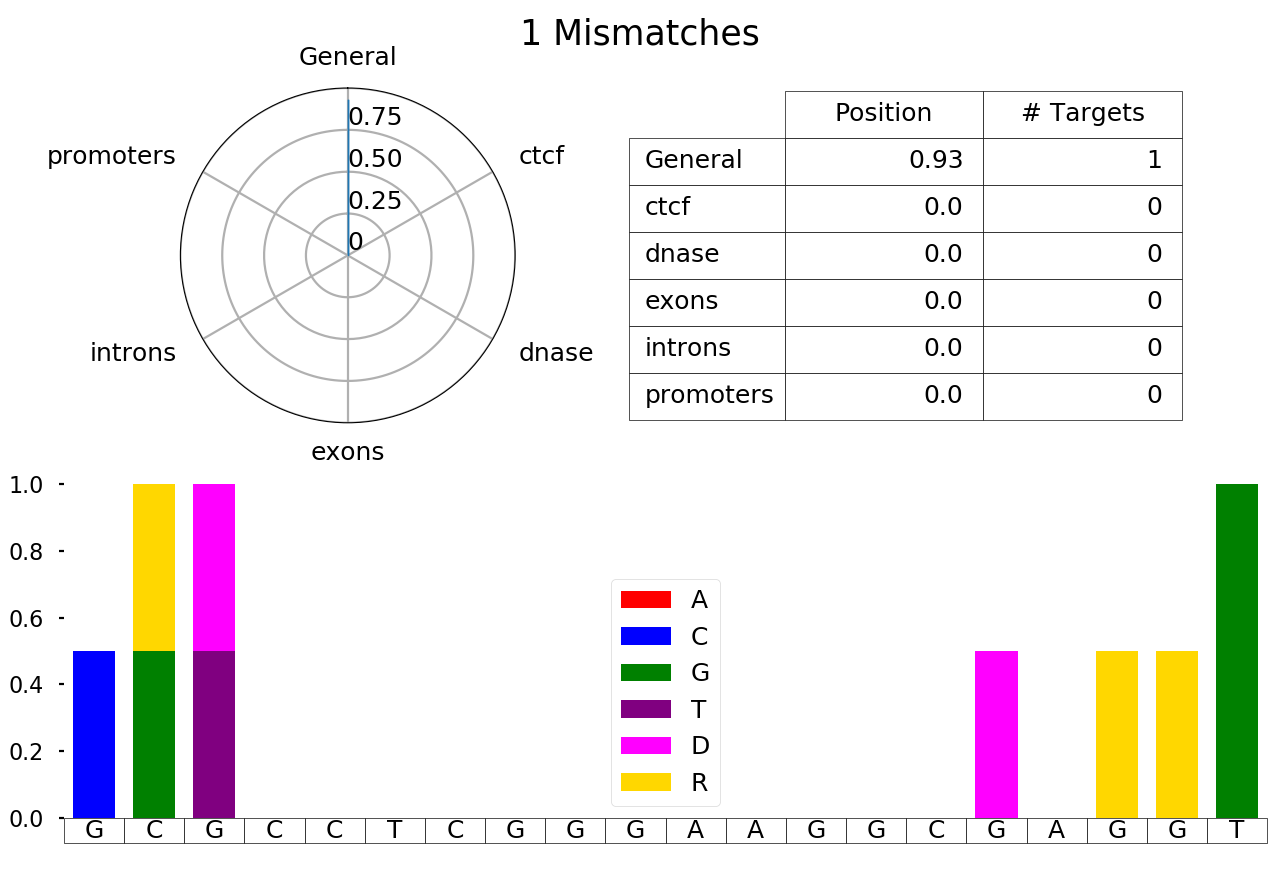 1 Mismatches
General
promoters
ctcf
0.75
0.50
0.25
0
introns
dnase
exons
Position # Targets
General 0.93 1
ctcf 0.0 0
dnase 0.0 0
exons 0.0 0
introns 0.0 0
promoters 0.0 0
1.0
0.8
0.6
0.4
0.2
0.0
A
C
G
T
D
R
G C G C C T C G G G A A G G C G A G G T